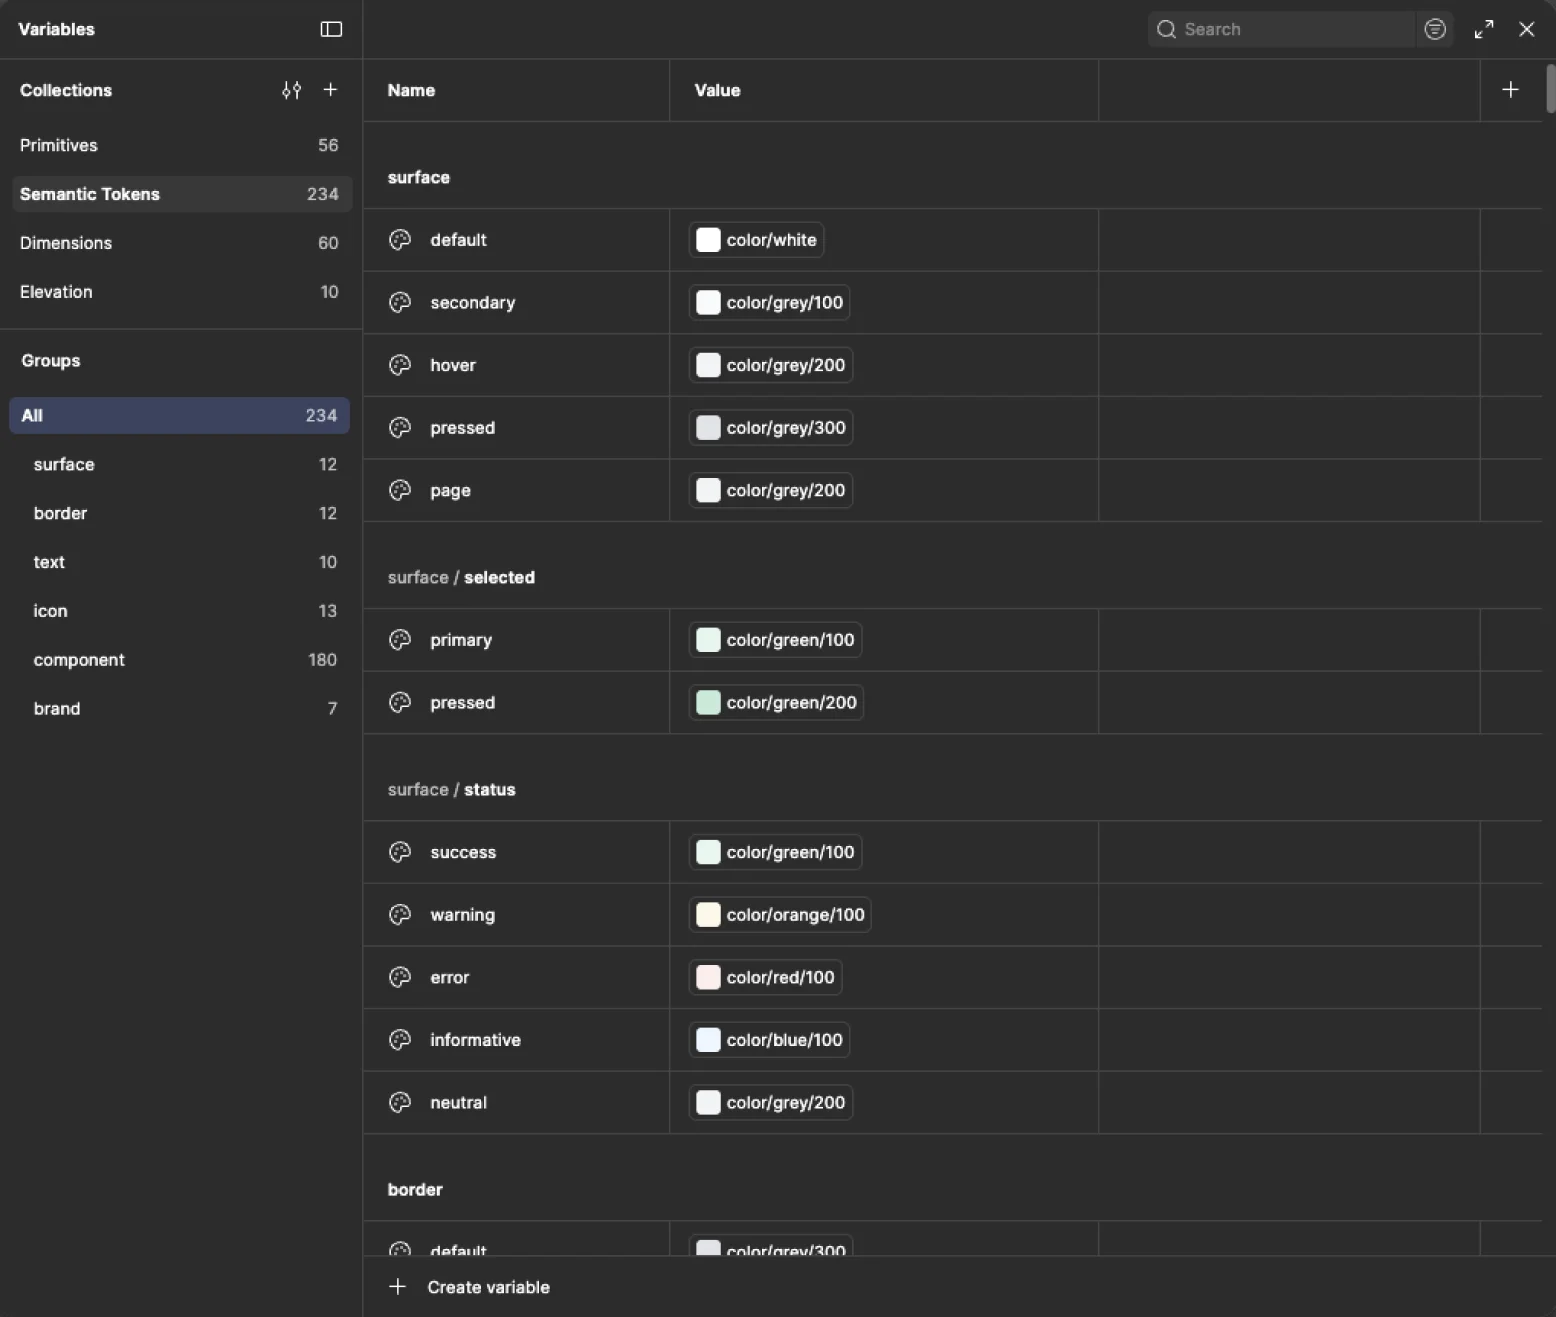 Variables
Search
Collections
Name
Value
Primitives 56
Semantic Tokens 234
Dimensions 60
Elevation 10
Groups
All 234
surface 12
border 12
text 10
icon 13
component 180
brand 7
surface
default color/white
secondary color/grey/100
hover color/grey/200
pressed color/grey/300
page color/grey/200
surface / selected
primary color/green/100
pressed color/green/200
surface / status
success color/green/100
warning color/orange/100
error color/red/100
informative color/blue/100
neutral color/grey/200
border
default color/grey/300
Create variable